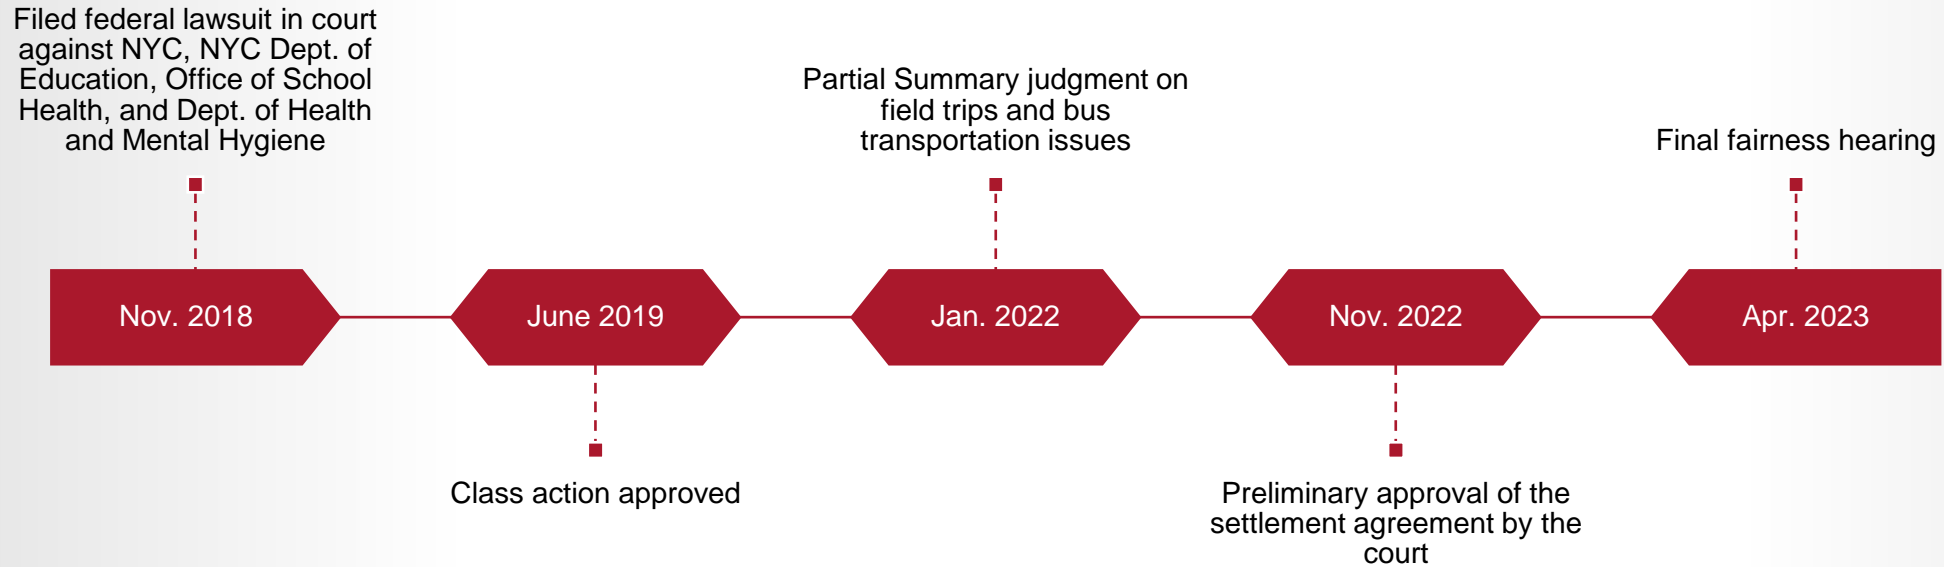 Filed federal lawsuit in court
against NYC, NYC Dept. of
Education, Office of School
Health, and Dept. of Health
and Mental Hygiene
Partial Summary judgment on
field trips and bus
transportation issues
Final fairness hearing
Nov. 2018
June 2019
Jan. 2022
Nov. 2022
Apr. 2023
Class action approved
Preliminary approval of the
settlement agreement by the
court